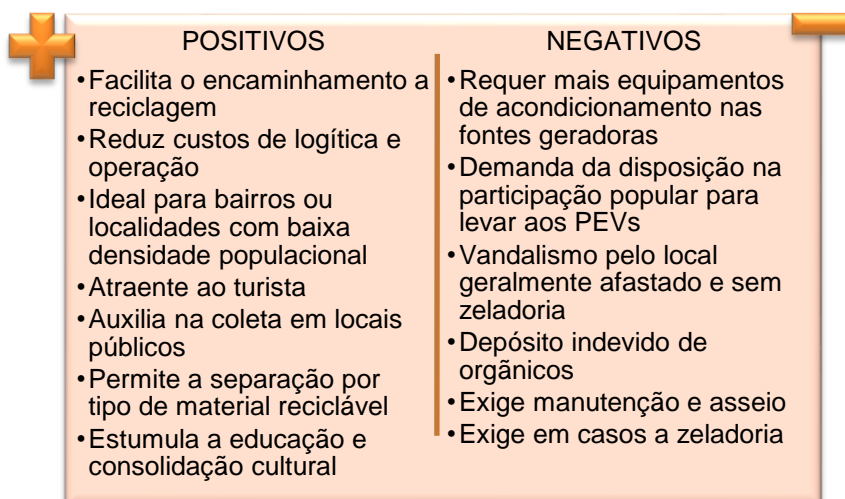 POSITIVOS
•Facilita o encaminhamento a
reciclagem
•Reduz custos de logítica e
operação
•Ideal para bairros ou
localidades com baixa
densidade populacional
•Atraente ao turista
•Auxilia na coleta em locais
públicos
•Permite a separação por
tipo de material reciclável
•Estumula a educação e
consolidação cultural
NEGATIVOS
•Requer mais equipamentos
de acondicionamento nas
fontes geradoras
•Demanda da disposição na
participação popular para
levar aos PEVs
•Vandalismo pelo local
geralmente afastado e sem
zeladoria
•Depósito indevido de
orgãnicos
•Exige manutenção e asseio
•Exige em casos a zeladoria